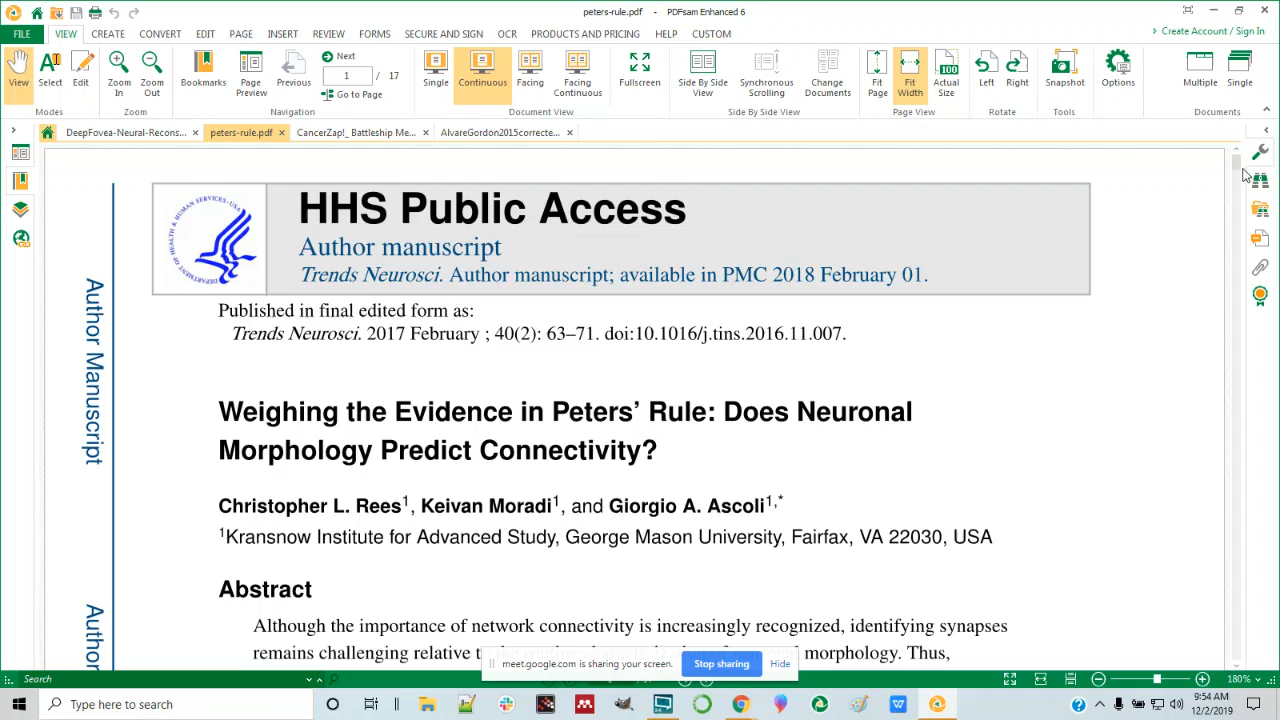 peters-rule.pdf - PDFsam Enhanced 6
FILE VIEW CREATE CONVERT EDIT PAGE INSERT REVIEW FORMS SECURE AND SIGN OCR PRODUCTS AND PRICING HELP CUSTOM Create Account / Sign In
View Select Edit Zoom In Zoom Out Bookmarks Page Preview Previous Next 1 / 17 Go to Page Single Continuous Facing Facing Continuous Fullscreen Side By Side View Synchronous Scrolling Change Documents Fit Page Fit Width Actual Size Left Right Snapshot Options Multiple Single
Modes Zoom Navigation Document View Side By Side View Page View Rotate Tools Documents
DeepFovea-Neural-Recons... peters-rule.pdf CancerZap!_ Battleship Me... AlvareGordon2015correcte...
HHS Public Access
Author manuscript
Trends Neurosci. Author manuscript; available in PMC 2018 February 01.
DEPARTMENT OF HEALTH & HUMAN SERVICES • USA
Author Manuscript
Published in final edited form as:
Trends Neurosci. 2017 February ; 40(2): 63–71. doi:10.1016/j.tins.2016.11.007.
Weighing the Evidence in Peters’ Rule: Does Neuronal
Morphology Predict Connectivity?
Christopher L. Rees1, Keivan Moradi1, and Giorgio A. Ascoli1,*
1Kransnow Institute for Advanced Study, George Mason University, Fairfax, VA 22030, USA
Abstract
Author
Although the importance of network connectivity is increasingly recognized, identifying synapses
remains challenging relative morphology. Thus,
meet.google.com is sharing your screen. Stop sharing Hide
Search 180%
Type here to search
9:54 AM
12/2/2019